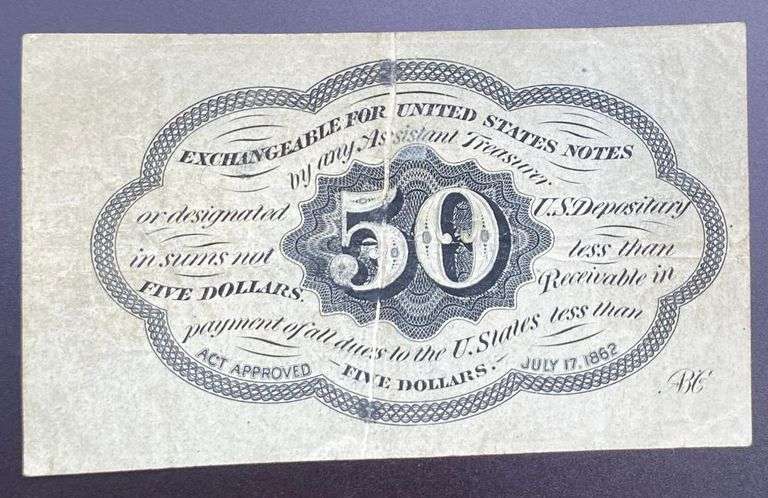 EXCHANGEABLE FOR UNITED STATES NOTES
by any Assistant Treasurer
or designated U.S. Depositary
in sums not less than
FIVE DOLLARS. Receivable in
payment of all dues to the U. States less than
FIVE DOLLARS.
ACT APPROVED JULY 17, 1862
50
ABCo